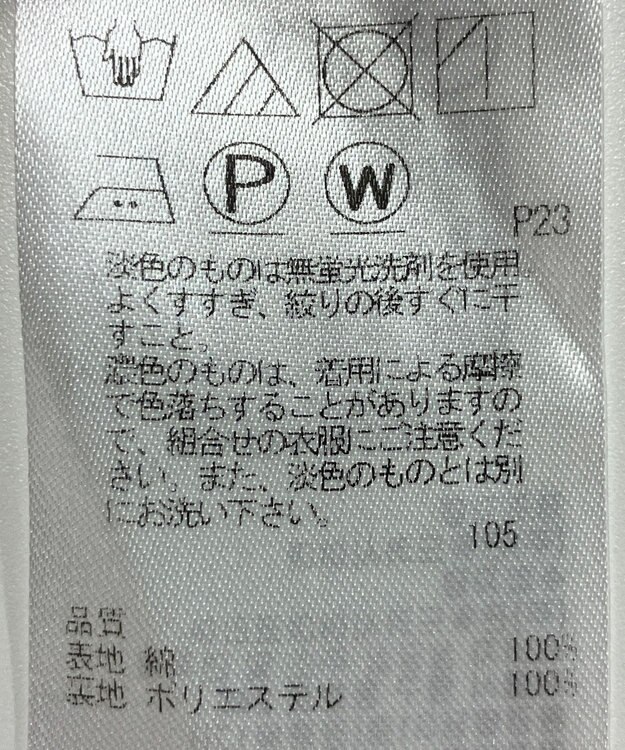 P
W
P23
淡色のものは無蛍光洗剤を使用
よくすすぎ、絞りの後すぐに干
すこと。
濃色のものは、着用による摩擦
で色落ちすることがありますの
で、組合せの衣服にご注意くだ
さい。また、淡色のものとは別
にお洗い下さい。
105
品質
表地 綿 100%
別地 ポリエステル 100%